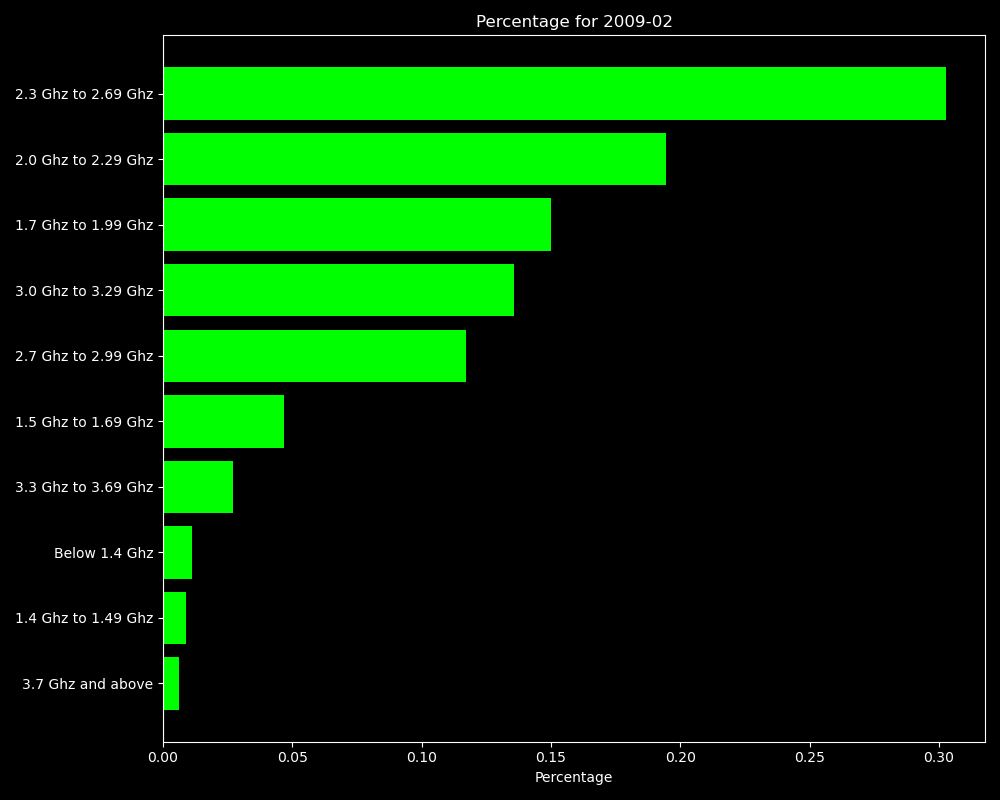 Percentage for 2009-02
2.3 Ghz to 2.69 Ghz
2.0 Ghz to 2.29 Ghz
1.7 Ghz to 1.99 Ghz
3.0 Ghz to 3.29 Ghz
2.7 Ghz to 2.99 Ghz
1.5 Ghz to 1.69 Ghz
3.3 Ghz to 3.69 Ghz
Below 1.4 Ghz
1.4 Ghz to 1.49 Ghz
3.7 Ghz and above
0.00 0.05 0.10 0.15 0.20 0.25 0.30
Percentage